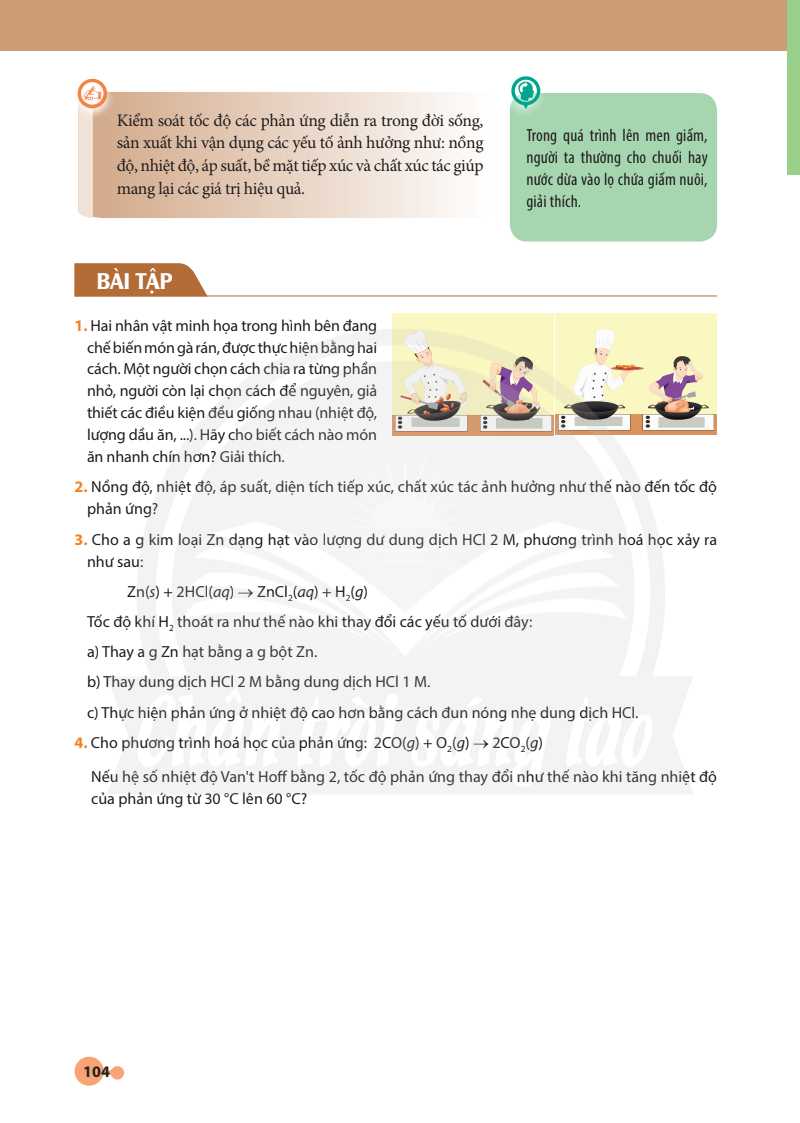 Kiểm soát tốc độ các phản ứng diễn ra trong đời sống,
sản xuất khi vận dụng các yếu tố ảnh hưởng như: nồng
độ, nhiệt độ, áp suất, bề mặt tiếp xúc và chất xúc tác giúp
mang lại các giá trị hiệu quả.
Trong quá trình lên men giấm,
người ta thường cho chuối hay
nước dừa vào lọ chứa giấm nuôi,
giải thích.
BÀI TẬP
1. Hai nhân vật minh họa trong hình bên đang
chế biến món gà rán, được thực hiện bằng hai
cách. Một người chọn cách chia ra từng phần
nhỏ, người còn lại chọn cách để nguyên, giả
thiết các điều kiện đều giống nhau (nhiệt độ,
lượng dầu ăn, ...). Hãy cho biết cách nào món
ăn nhanh chín hơn? Giải thích.
2. Nồng độ, nhiệt độ, áp suất, diện tích tiếp xúc, chất xúc tác ảnh hưởng như thế nào đến tốc độ
phản ứng?
3. Cho a g kim loại Zn dạng hạt vào lượng dư dung dịch HCl 2 M, phương trình hoá học xảy ra
như sau:
Zn(s) + 2HCl(aq) → ZnCl₂(aq) + H₂(g)
Tốc độ khí H₂ thoát ra như thế nào khi thay đổi các yếu tố dưới đây:
a) Thay a g Zn hạt bằng a g bột Zn.
b) Thay dung dịch HCl 2 M bằng dung dịch HCl 1 M.
c) Thực hiện phản ứng ở nhiệt độ cao hơn bằng cách đun nóng nhẹ dung dịch HCl.
4. Cho phương trình hoá học của phản ứng: 2CO(g) + O₂(g) → 2CO₂(g)
Nếu hệ số nhiệt độ Van't Hoff bằng 2, tốc độ phản ứng thay đổi như thế nào khi tăng nhiệt độ
của phản ứng từ 30 °C lên 60 °C?
Chân trời sáng tạo
104